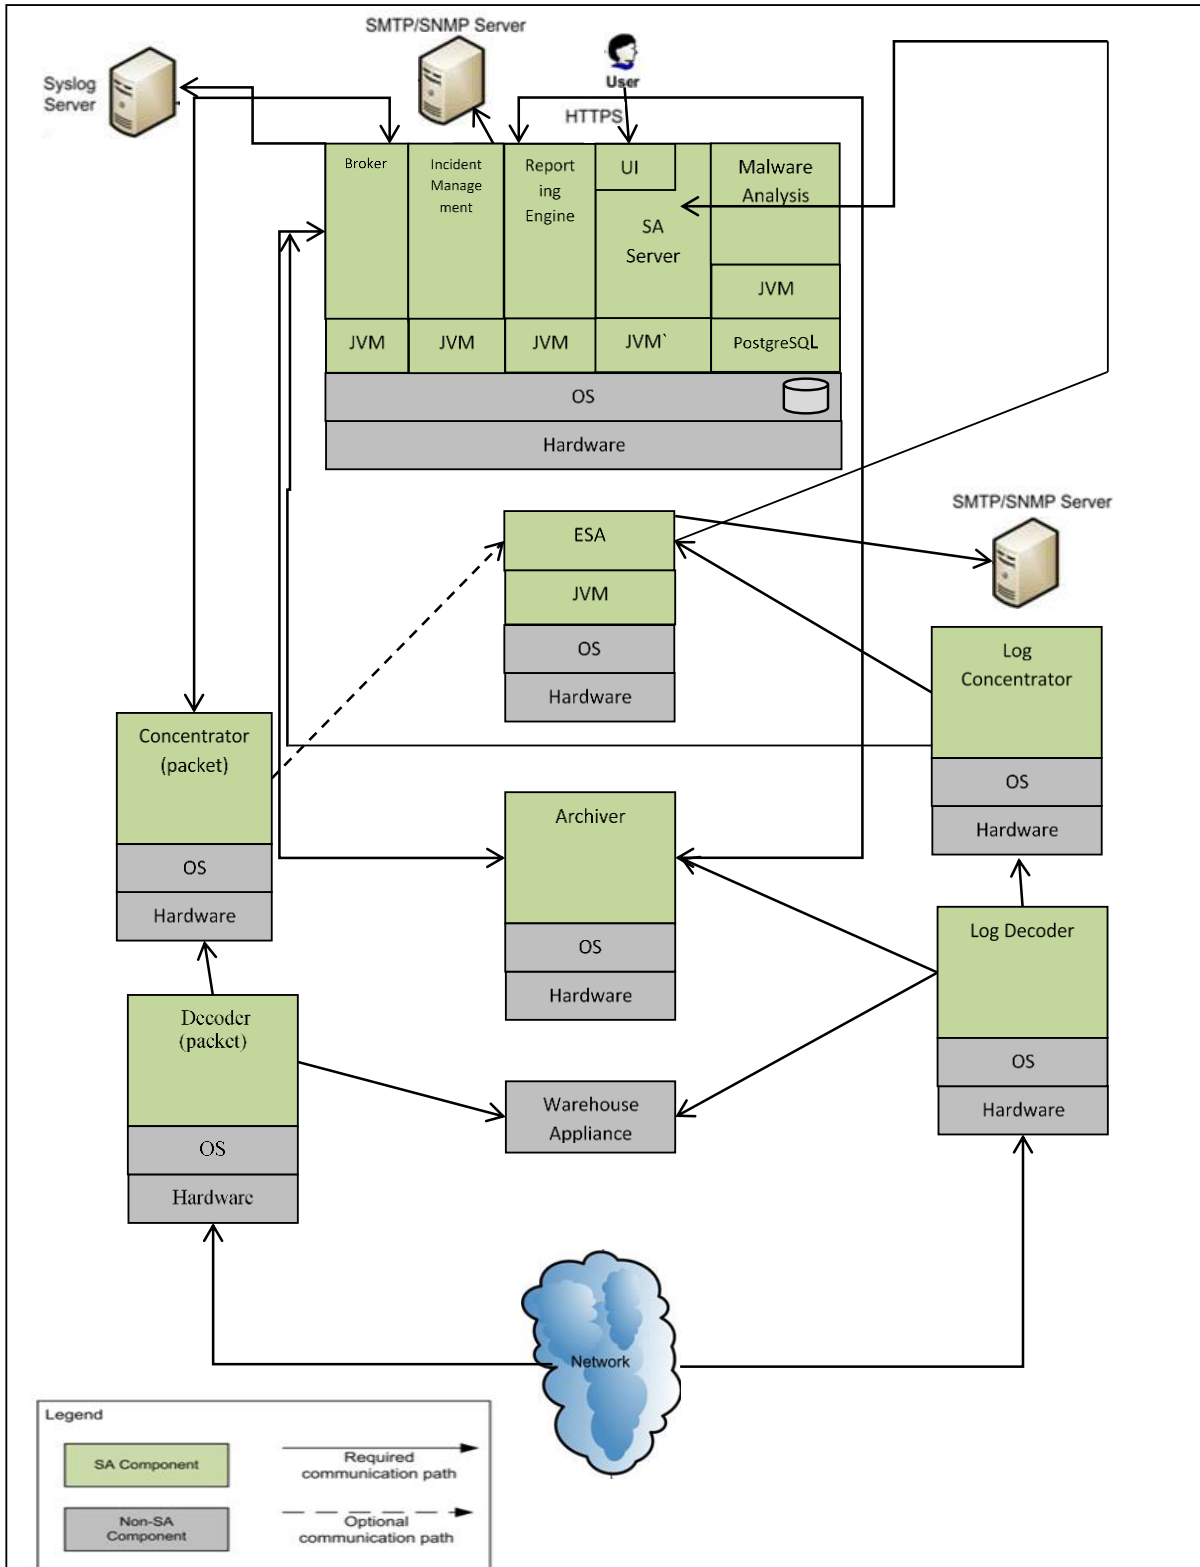 SMTP/SNMP Server
Syslog
Server
User
HTTPS
Broker
Incident
Manage
ment
Report
ing
Engine
UI
SA
Server
Malware
Analysis
JVM
JVM
JVM
JVM
JVM`
PostgreSQL
OS
Hardware
SMTP/SNMP Server
ESA
JVM
OS
Hardware
Log
Concentrator
OS
Hardware
Concentrator
(packet)
OS
Hardware
Archiver
OS
Hardware
Log Decoder
OS
Hardware
Decoder
(packet)
OS
Hardware
Warehouse
Appliance
Network
Legend
SA Component
Required
communication path
Non-SA
Component
Optional
communication path